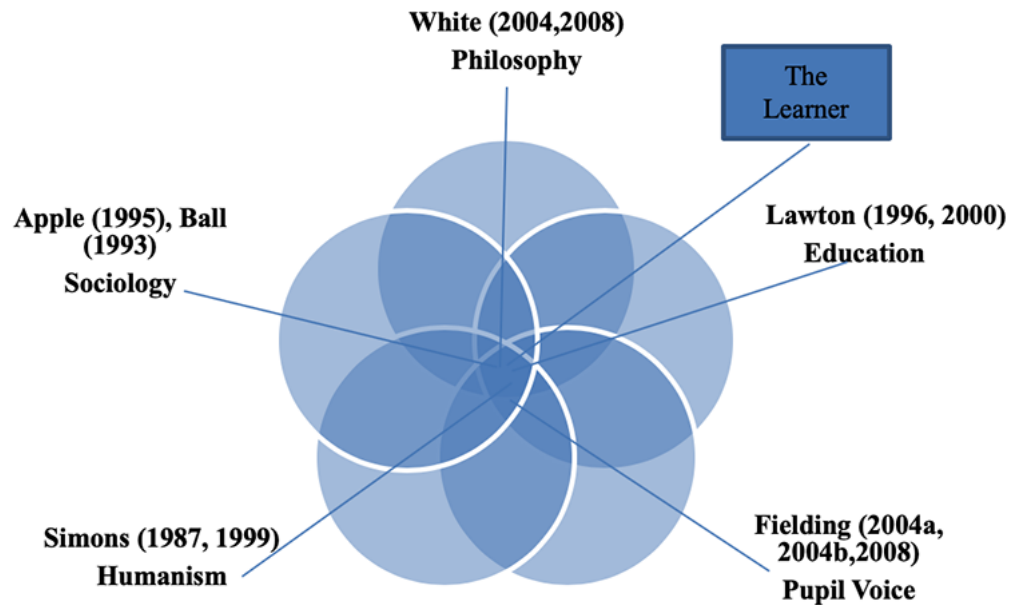 White (2004,2008)
Philosophy
The
Learner
Apple (1995), Ball
(1993)
Sociology
Lawton (1996, 2000)
Education
Simons (1987, 1999)
Humanism
Fielding (2004a,
2004b,2008)
Pupil Voice